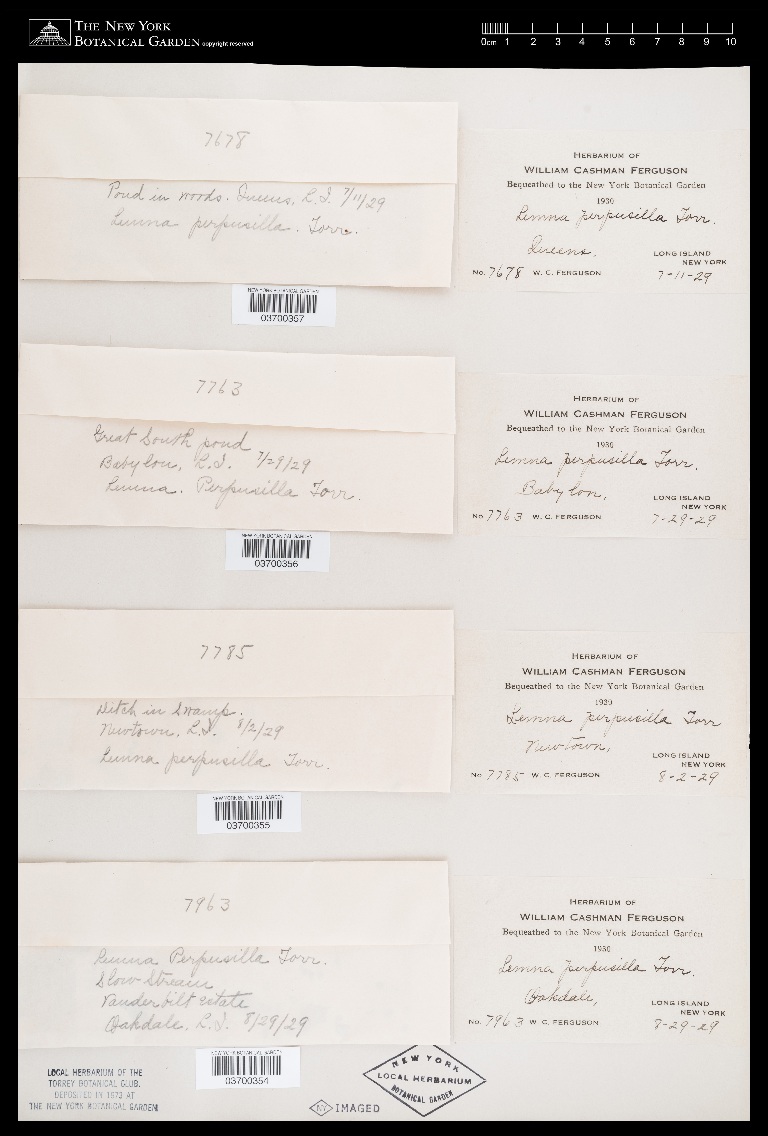 THE NEW YORK
BOTANICAL GARDEN copyright reserved
0cm 1 2 3 4 5 6 7 8 9 10
7678
Pond in woods. Queens, L.I. 7/11/29
Lemna perpusilla. Torr.
NEW YORK BOTANICAL GARDEN
03700357
HERBARIUM OF
WILLIAM CASHMAN FERGUSON
Bequeathed to the New York Botanical Garden
1930
Lemna perpusilla Torr.
Queens,
LONG ISLAND
NEW YORK
No. 7678 W. C. FERGUSON 7-11-29
7763
Great South pond
Babylon, L.I. 7/29/29
Lemna. Perpusilla Torr.
NEW YORK BOTANICAL GARDEN
03700356
HERBARIUM OF
WILLIAM CASHMAN FERGUSON
Bequeathed to the New York Botanical Garden
1930
Lemna perpusilla Torr.
Babylon,
LONG ISLAND
NEW YORK
No. 7763 W. C. FERGUSON 7-29-29
7785
Ditch in Swamp.
Newtown, L.I. 8/2/29
Lemna perpusilla Torr.
NEW YORK BOTANICAL GARDEN
03700355
HERBARIUM OF
WILLIAM CASHMAN FERGUSON
Bequeathed to the New York Botanical Garden
1930
Lemna perpusilla Torr
Newtown,
LONG ISLAND
NEW YORK
No. 7785 W. C. FERGUSON 8-2-29
7963
Lemna Perpusilla Torr.
Slow Stream
Vanderbilt estate
Oakdale. L.I. 8/29/29
NEW YORK BOTANICAL GARDEN
03700354
HERBARIUM OF
WILLIAM CASHMAN FERGUSON
Bequeathed to the New York Botanical Garden
1930
Lemna perpusilla Torr.
Oakdale,
LONG ISLAND
NEW YORK
No. 7963 W. C. FERGUSON 8-29-29
LOCAL HERBARIUM OF THE
TORREY BOTANICAL CLUB.
DEPOSITED IN 1973 AT
THE NEW YORK BOTANICAL GARDEN
NY IMAGED
NEW YORK
LOCAL HERBARIUM
BOTANICAL GARDEN